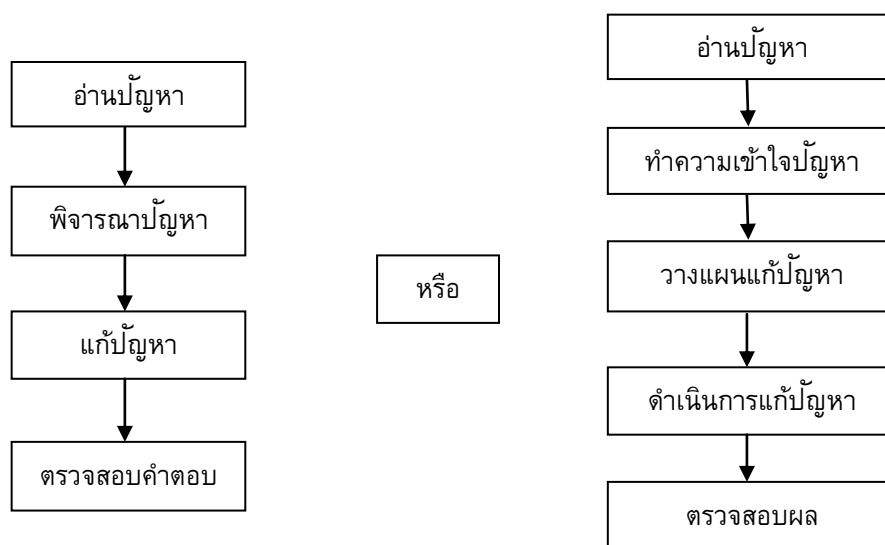 อ่านปัญหา
พิจารณาปัญหา
แก้ปัญหา
ตรวจสอบคำตอบ
หรือ
อ่านปัญหา
ทำความเข้าใจปัญหา
วางแผนแก้ปัญหา
ดำเนินการแก้ปัญหา
ตรวจสอบผล